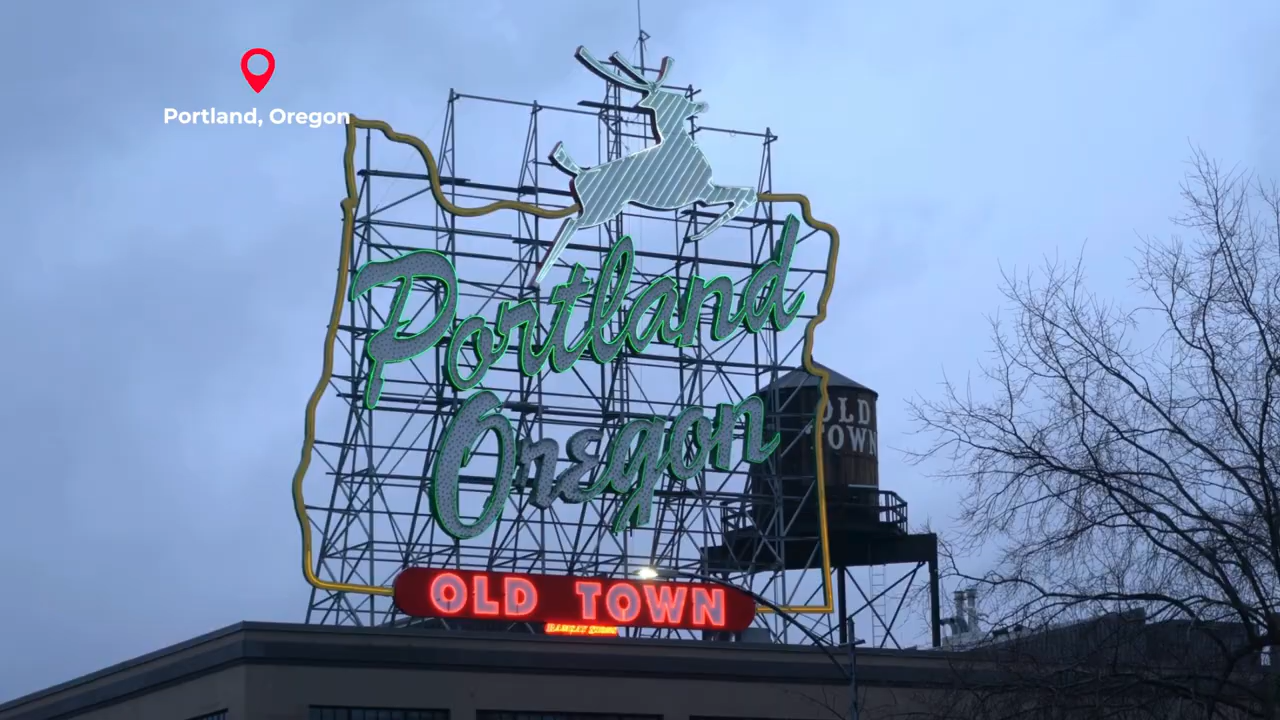 Portland, Oregon
Portland
Oregon
OLD
TOWN
OLD TOWN